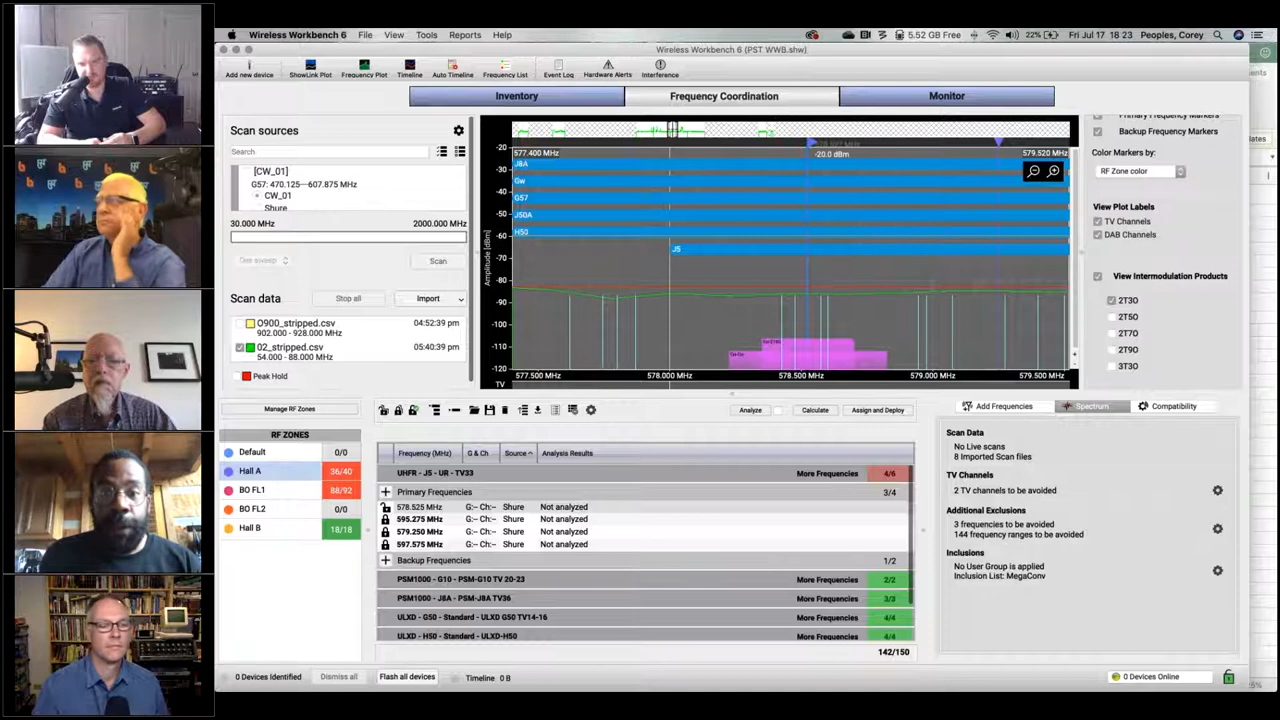 Wireless Workbench 6 File View Tools Reports Help
5.52 GB Free 22% Fri Jul 17 18 23 Peoples, Corey
Wireless Workbench 6 (PST WWB.shw)
Add new device ShowLink Plot Frequency Plot Timeline Auto Timeline Frequency List Event Log Hardware Alerts Interference
Inventory Frequency Coordination Monitor
Scan sources
Search
[CW_01]
G57: 470.125—607.875 MHz
CW_01
Shure
30.000 MHz 2000.000 MHz
Scan
Scan data Stop all Import
O900_stripped.csv 04:52:39 pm
902.000 - 928.000 MHz
02_stripped.csv 05:40:39 pm
54.000 - 88.000 MHz
Peak Hold
Amplitude [dBm]
-20
-30
-40
-50
-60
-70
-80
-90
-100
-110
-120
577.400 MHz -20.0 dBm 579.520 MHz
J8A
Gw
G57
J50A
H50
J5
577.500 MHz 578.000 MHz 578.500 MHz 579.000 MHz 579.500 MHz
TV
Primary Frequency Markers
Backup Frequency Markers
Color Markers by:
RF Zone color
View Plot Labels
TV Channels
DAB Channels
View Intermodulation Products
2T3O
2T5O
2T7O
2T9O
3T3O
Manage RF Zones
RF ZONES
Default 0/0
Hall A 36/40
BO FL1 88/92
BO FL2 0/0
Hall B 18/18
Analyze Calculate Assign and Deploy
Frequency (MHz) G & Ch Source Analysis Results
UHFR - J5 - UR - TV33 More Frequencies 4/6
Primary Frequencies 3/4
578.525 MHz G:-- Ch:-- Shure Not analyzed
595.275 MHz G:-- Ch:-- Shure Not analyzed
579.250 MHz G:-- Ch:-- Shure Not analyzed
597.575 MHz G:-- Ch:-- Shure Not analyzed
Backup Frequencies 1/2
PSM1000 - G10 - PSM-G10 TV 20-23 More Frequencies 2/2
PSM1000 - J8A - PSM-J8A TV36 More Frequencies 3/3
ULXD - G50 - Standard - ULXD G50 TV14-16 More Frequencies 4/4
ULXD - H50 - Standard - ULXD-H50 More Frequencies 4/4
142/150
Add Frequencies Spectrum Compatibility
Scan Data
No Live scans
8 Imported Scan files
TV Channels
2 TV channels to be avoided
Additional Exclusions
3 frequencies to be avoided
144 frequency ranges to be avoided
Inclusions
No User Group is applied
Inclusion List: MegaConv
0 Devices Identified Dismiss all Flash all devices Timeline 0 B 0 Devices Online